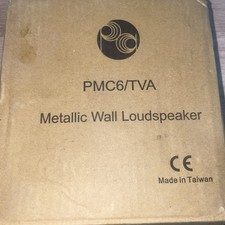 PMC6/TVA
Metallic Wall Loudspeaker
CE
Made in Taiwan